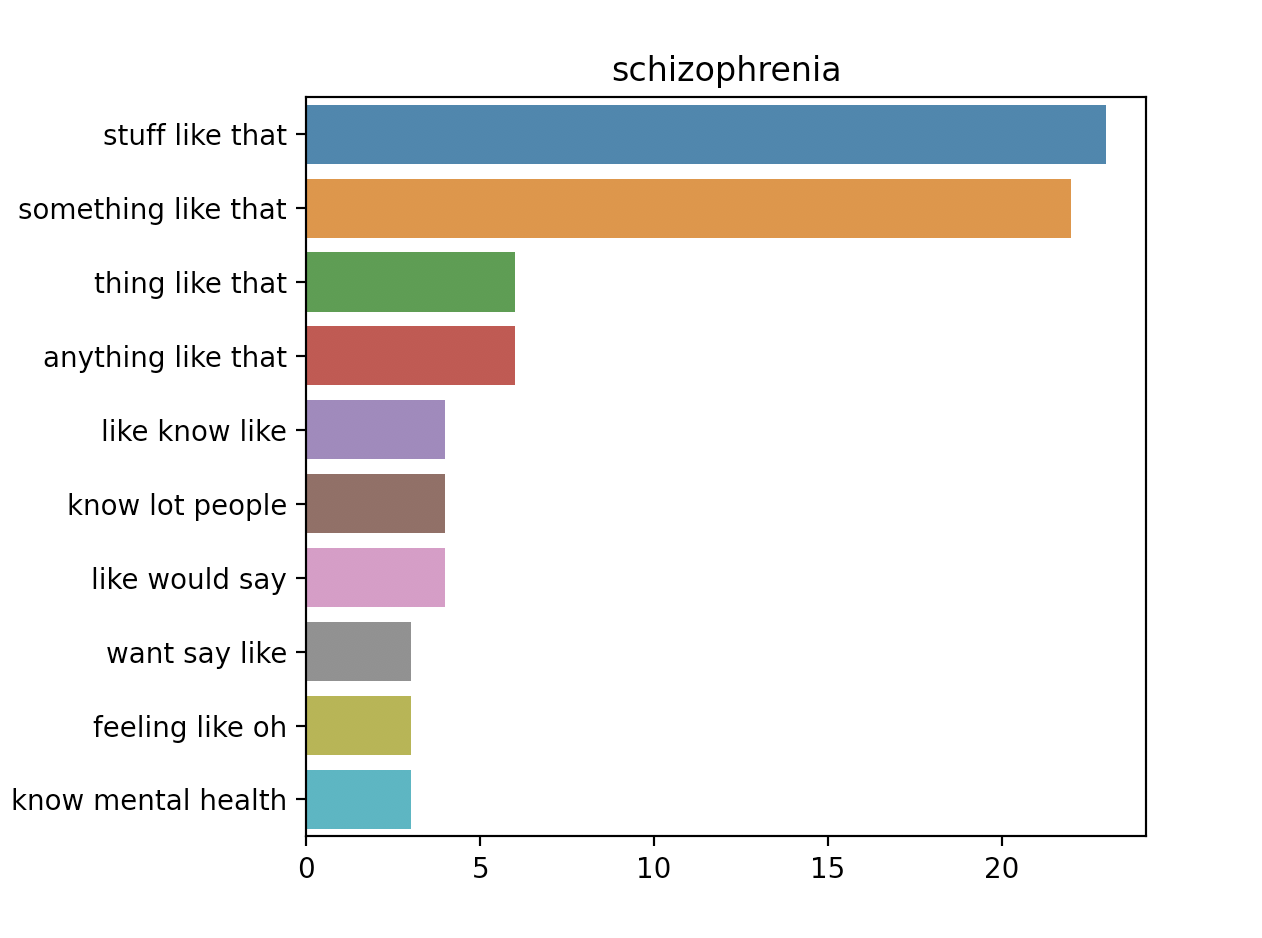 schizophrenia
stuff like that
something like that
thing like that
anything like that
like know like
know lot people
like would say
want say like
feeling like oh
know mental health
0 5 10 15 20